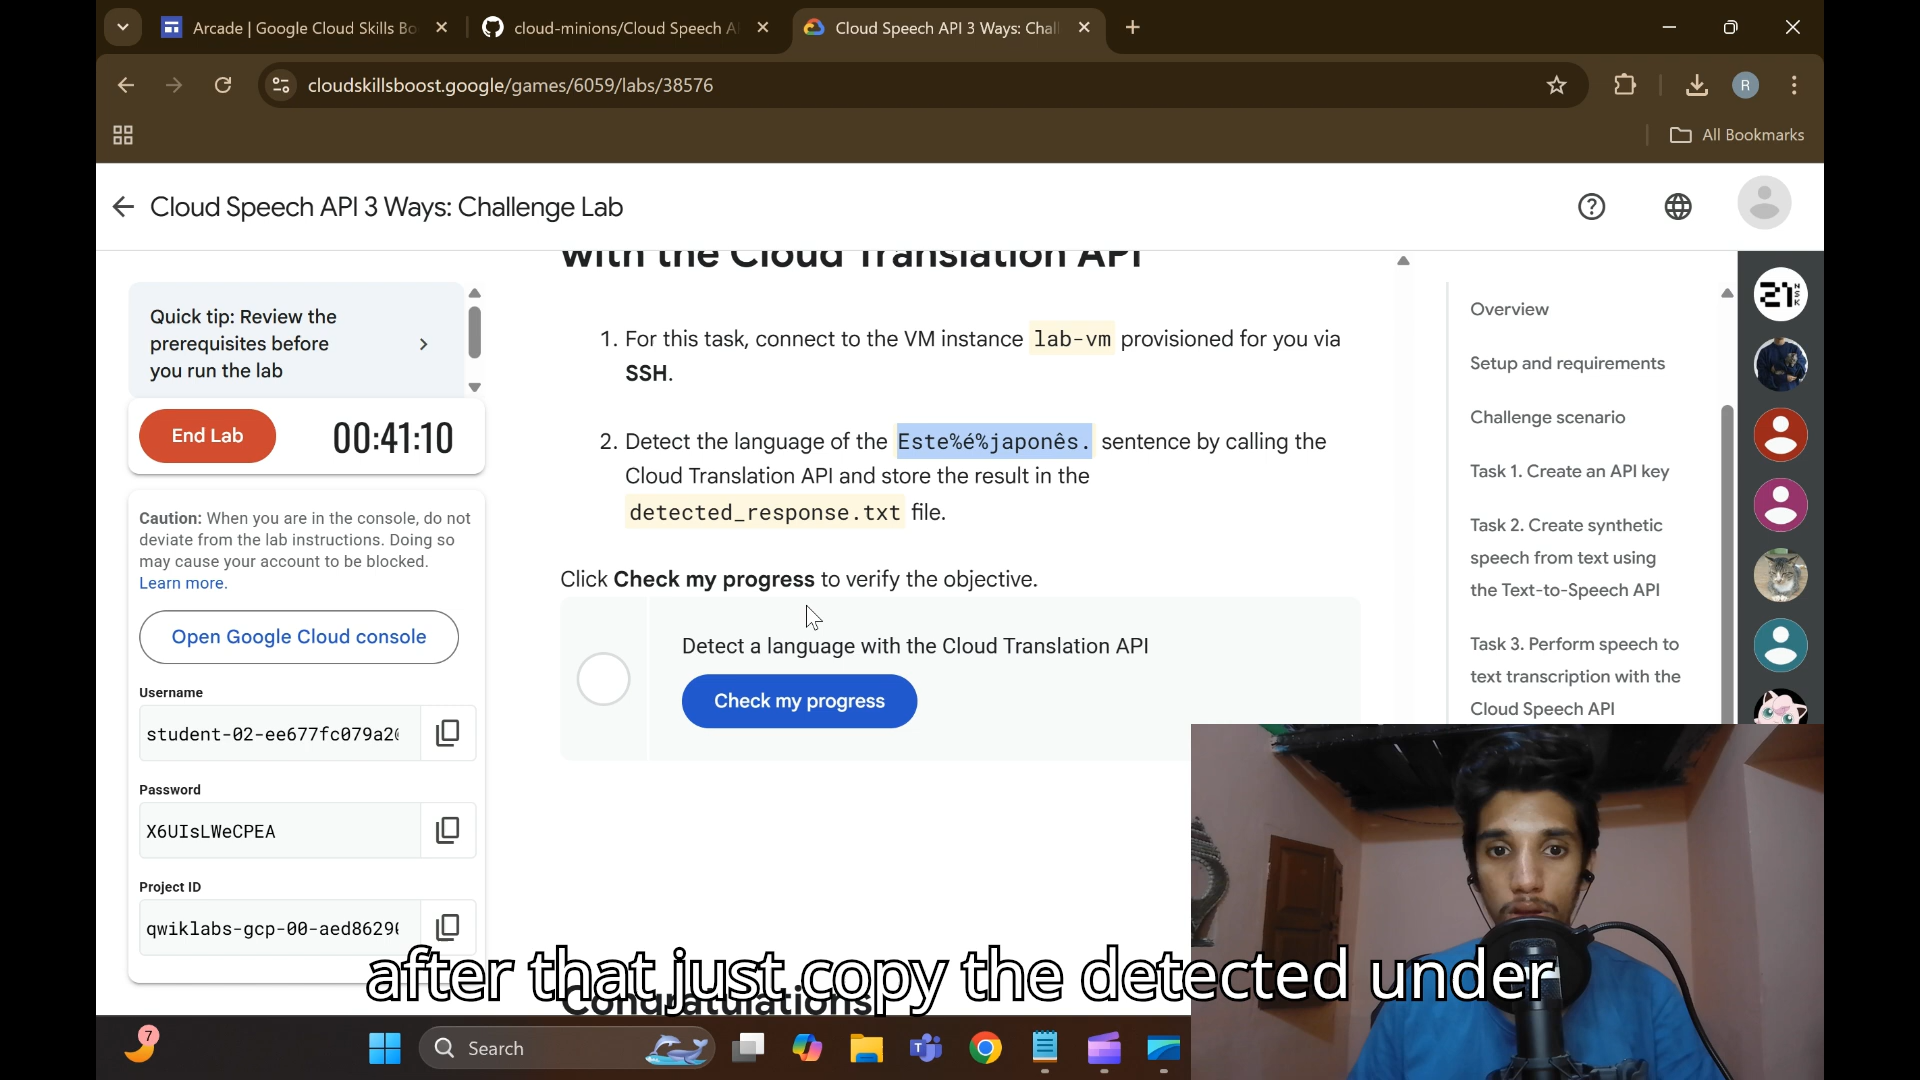 Arcade | Google Cloud Skills Bo
cloud-minions/Cloud Speech A
Cloud Speech API 3 Ways: Chal
cloudskillsboost.google/games/6059/labs/38576
R
All Bookmarks
Cloud Speech API 3 Ways: Challenge Lab
with the Cloud Translation API
Quick tip: Review the
prerequisites before
you run the lab
End Lab
00:41:10
Caution: When you are in the console, do not
deviate from the lab instructions. Doing so
may cause your account to be blocked.
Learn more.
Open Google Cloud console
Username
student-02-ee677fc079a20
Password
X6UIsLWeCPEA
Project ID
qwiklabs-gcp-00-aed86290
1. For this task, connect to the VM instance lab-vm provisioned for you via
SSH.
2. Detect the language of the Este%é%japonês. sentence by calling the
Cloud Translation API and store the result in the
detected_response.txt file.
Click Check my progress to verify the objective.
Detect a language with the Cloud Translation API
Check my progress
Congratulations
Overview
Setup and requirements
Challenge scenario
Task 1. Create an API key
Task 2. Create synthetic
speech from text using
the Text-to-Speech API
Task 3. Perform speech to
text transcription with the
Cloud Speech API
21
NSK
after that just copy the detected under
7
Search